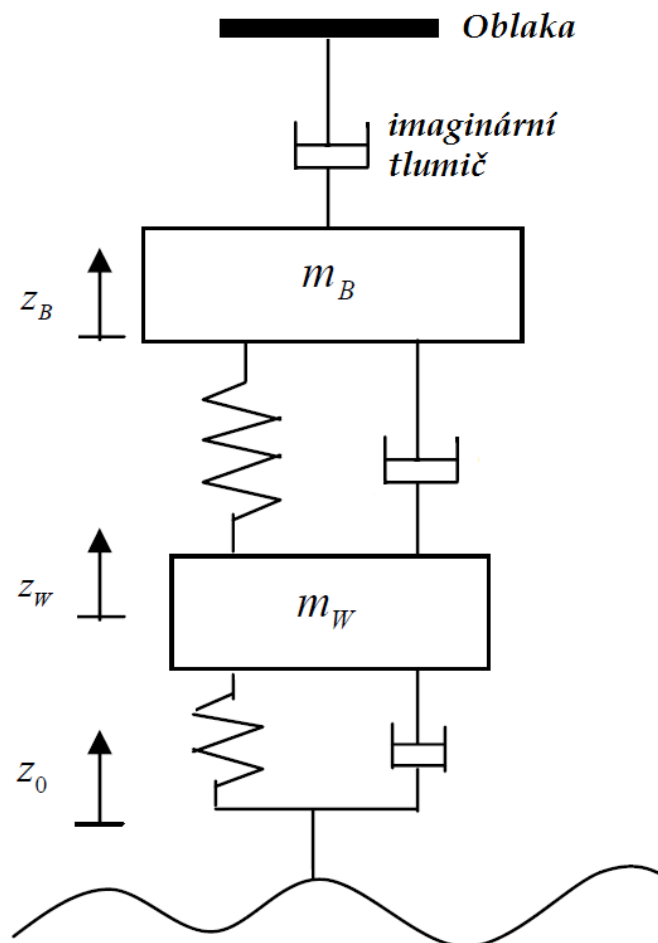 Oblaka
imaginární
tlumič
m_B
z_B
z_W
m_W
z_0